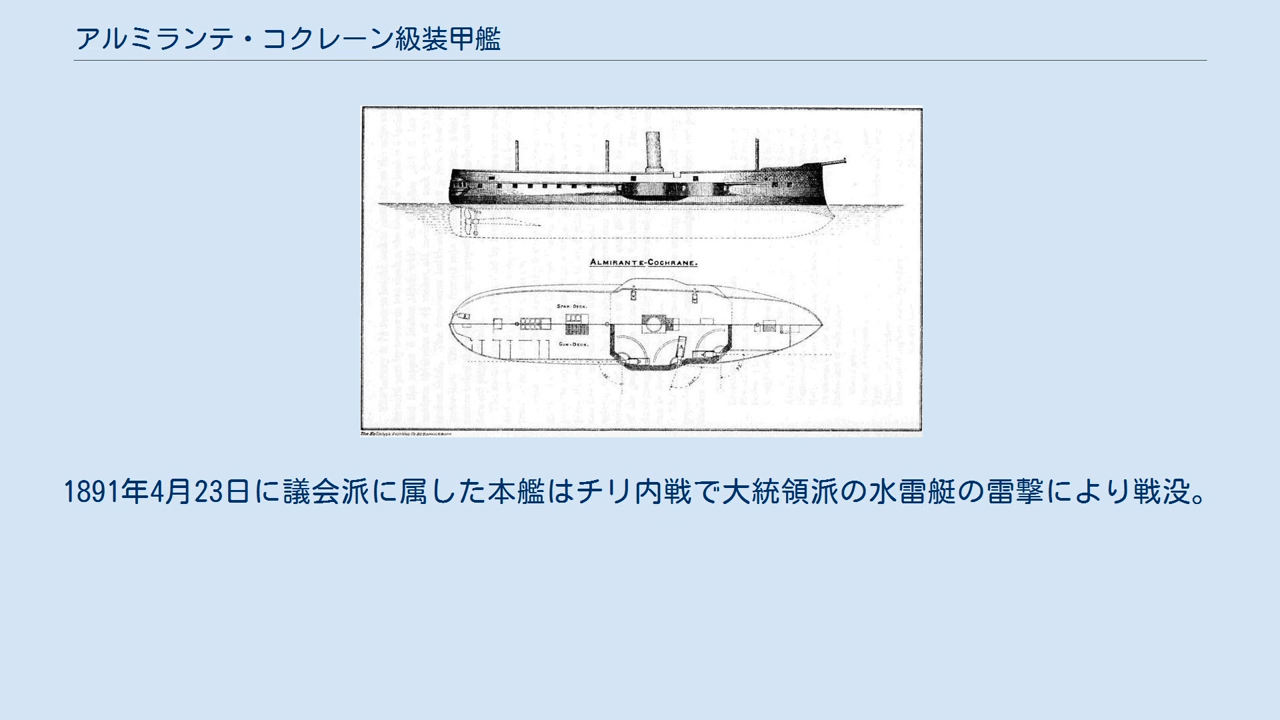 アルミランテ・コクレーン級装甲艦
ALMIRANTE-COCHRANE.
SPAR-DECK.
GUN-DECK.
1891年4月23日に議会派に属した本艦はチリ内戦で大統領派の水雷艇の雷撃により戦没。